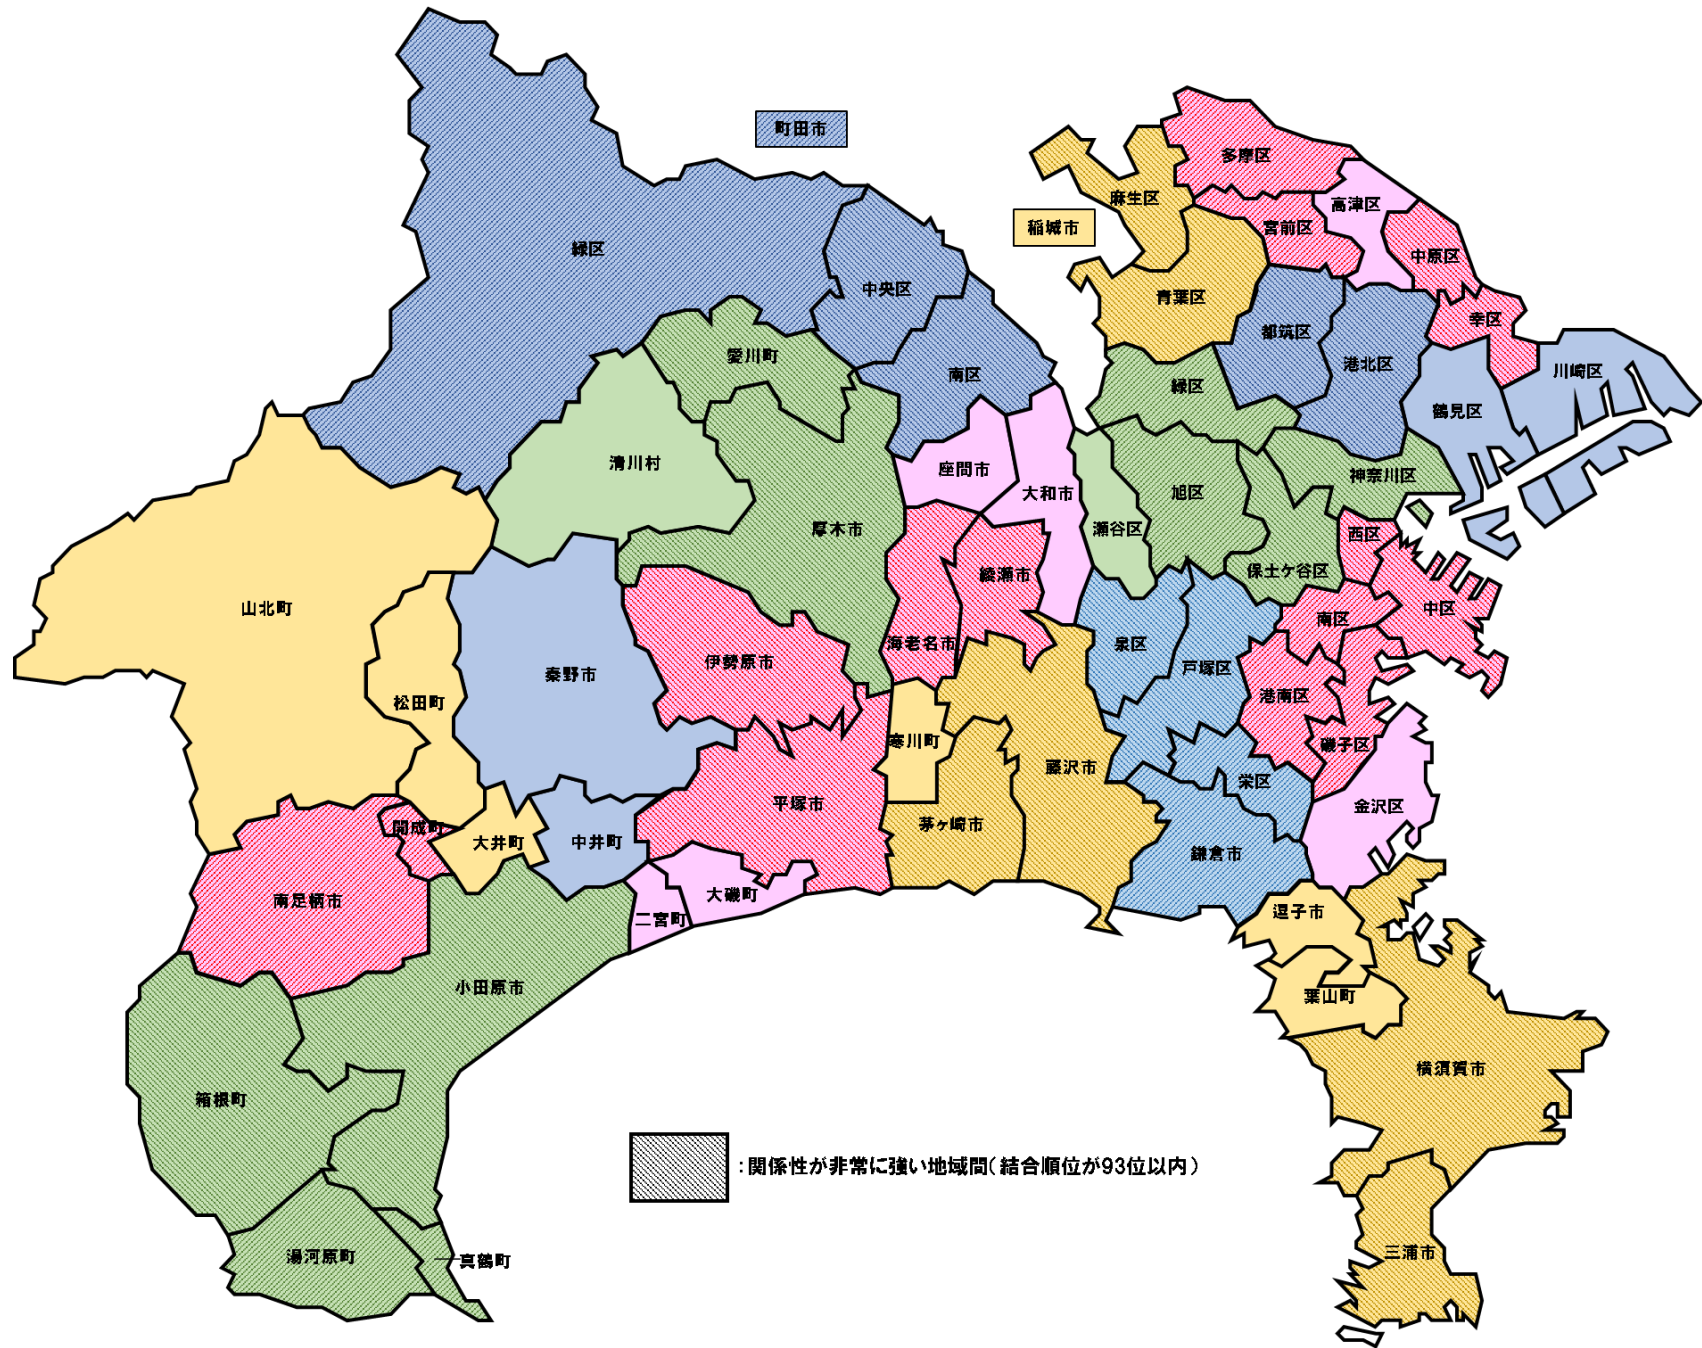 町田市
多摩区
麻生区
高津区
稲城市
宮前区
緑区
中原区
中央区
青葉区
幸区
都筑区
愛川町
港北区
川崎区
南区
緑区
鶴見区
清川村
座間市
神奈川区
大和市
旭区
厚木市
瀬谷区
西区
綾瀬市
保土ケ谷区
山北町
中区
南区
海老名市
泉区
伊勢原市
戸塚区
秦野市
松田町
港南区
寒川町
磯子区
藤沢市
栄区
平塚市
金沢区
茅ヶ崎市
開成町
大井町
中井町
鎌倉市
大磯町
南足柄市
二宮町
逗子市
小田原市
葉山町
横須賀市
箱根町
:関係性が非常に強い地域間(結合順位が93位以内)
三浦市
湯河原町
真鶴町